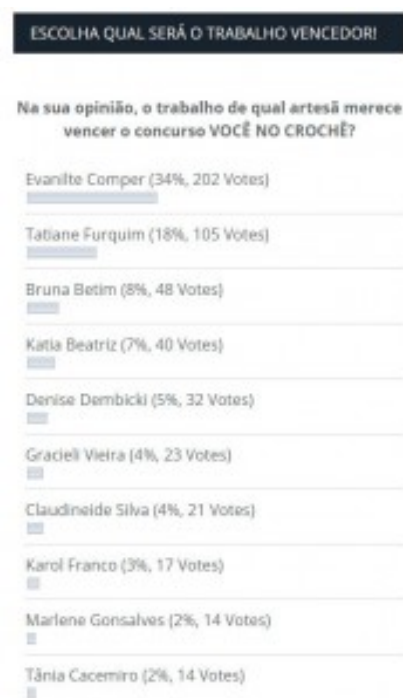 ESCOLHA QUAL SERÁ O TRABALHO VENCEDOR!
Na sua opinião, o trabalho de qual artesã merece
vencer o concurso VOCÊ NO CROCHÊ?
Evanilte Comper (34%, 202 Votes)
Tatiane Furquim (18%, 105 Votes)
Bruna Betim (8%, 48 Votes)
Katia Beatriz (7%, 40 Votes)
Denise Dembicki (5%, 32 Votes)
Gracieli Vieira (4%, 23 Votes)
Claudineide Silva (4%, 21 Votes)
Karol Franco (3%, 17 Votes)
Marlene Gonsalves (2%, 14 Votes)
Tânia Cacemiro (2%, 14 Votes)